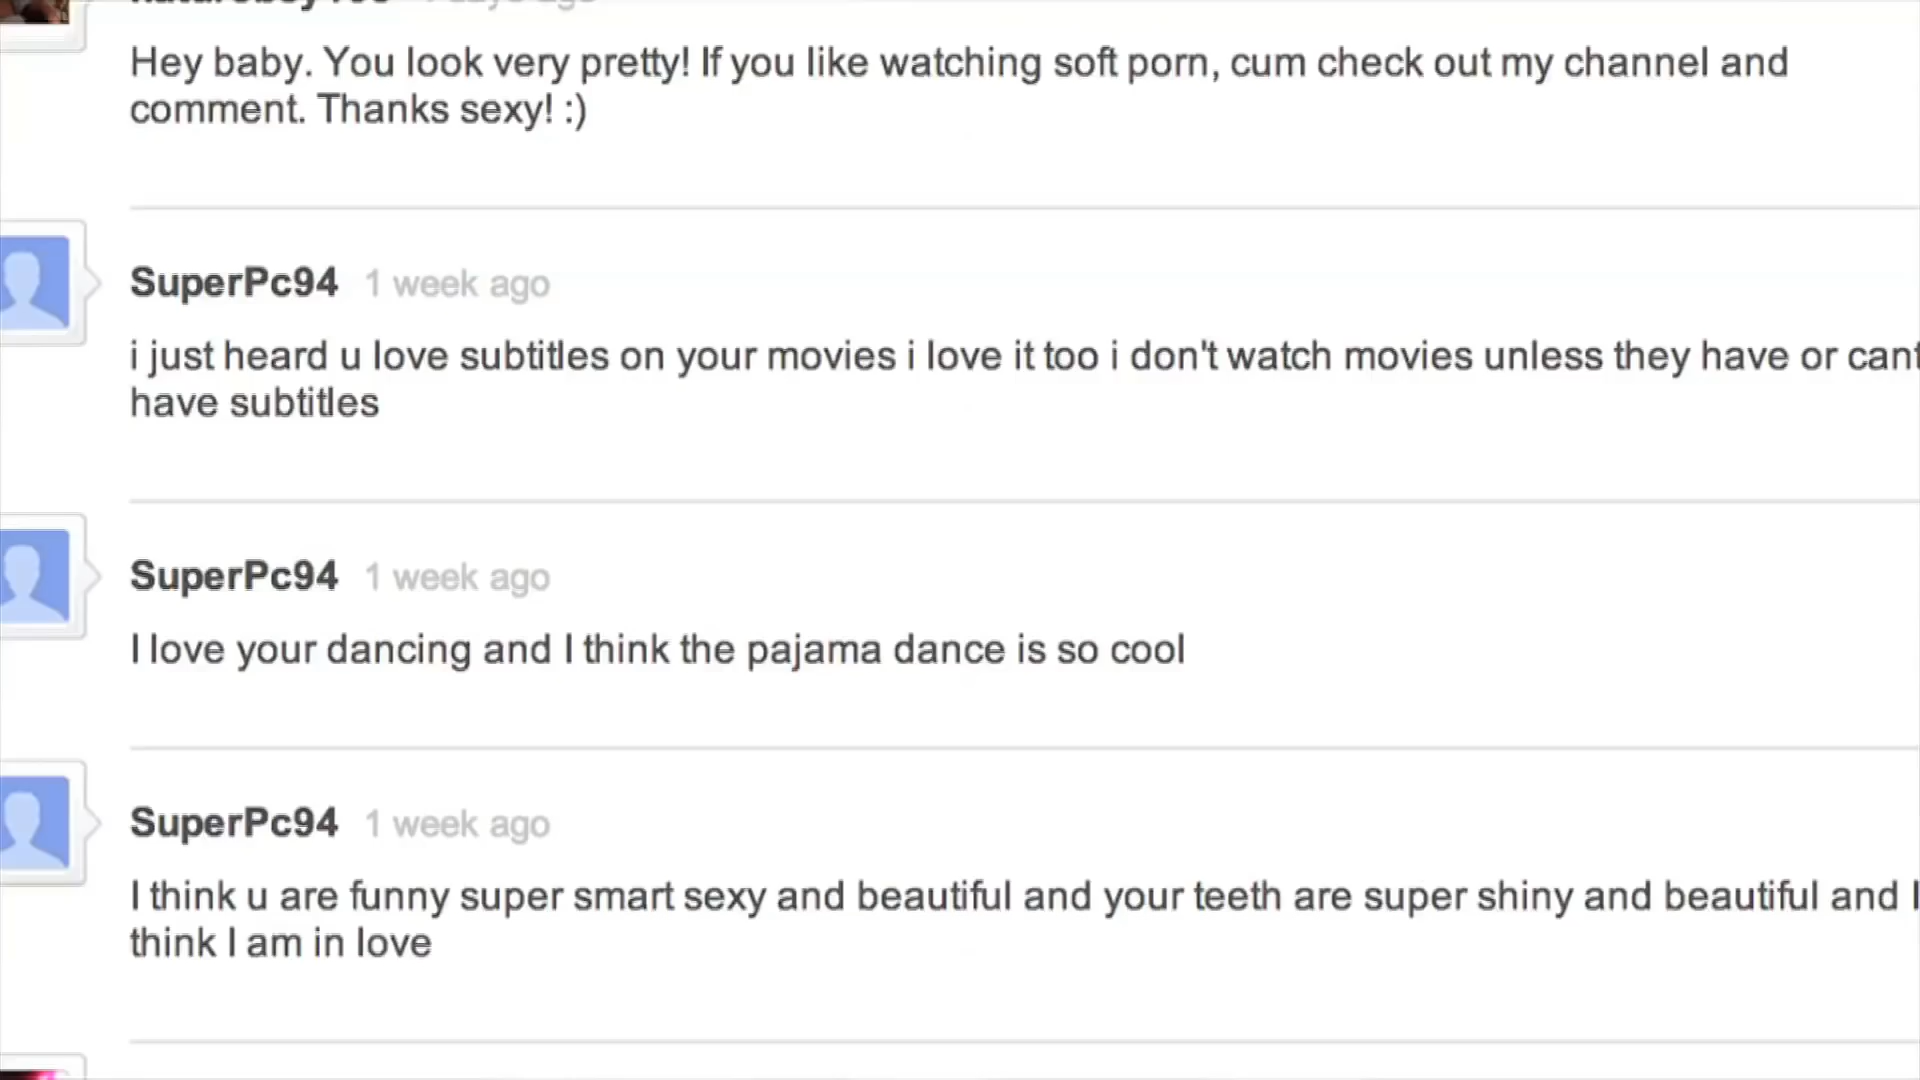 Hey baby. You look very pretty! If you like watching soft porn, cum check out my channel and
comment. Thanks sexy! :)
SuperPc94 1 week ago
i just heard u love subtitles on your movies i love it too i don't watch movies unless they have or cant
have subtitles
SuperPc94 1 week ago
I love your dancing and I think the pajama dance is so cool
SuperPc94 1 week ago
I think u are funny super smart sexy and beautiful and your teeth are super shiny and beautiful and I
think I am in love